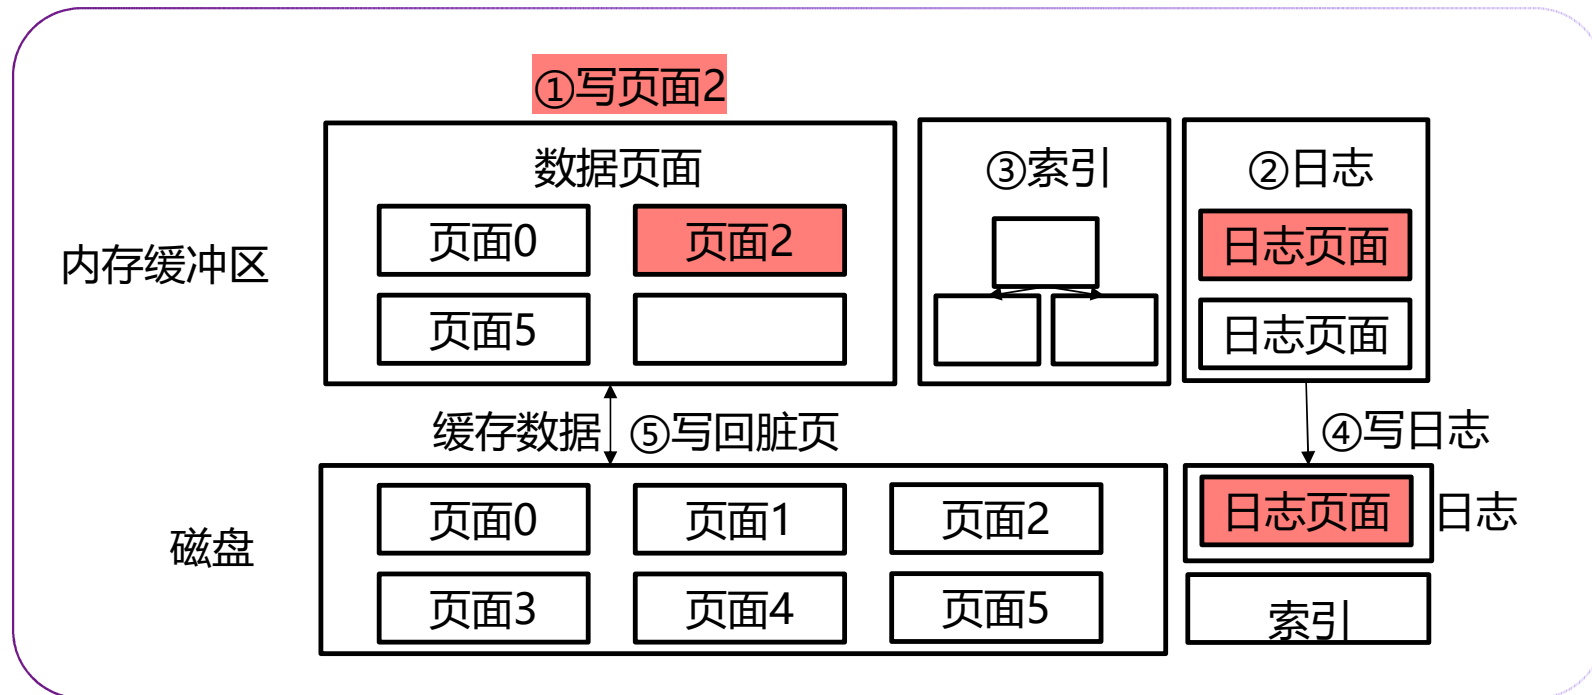 ①写页面2
数据页面
③索引
②日志
页面0
页面2
日志页面
内存缓冲区
页面5
日志页面
缓存数据
⑤写回脏页
④写日志
页面0
页面1
页面2
日志页面
日志
磁盘
页面3
页面4
页面5
索引